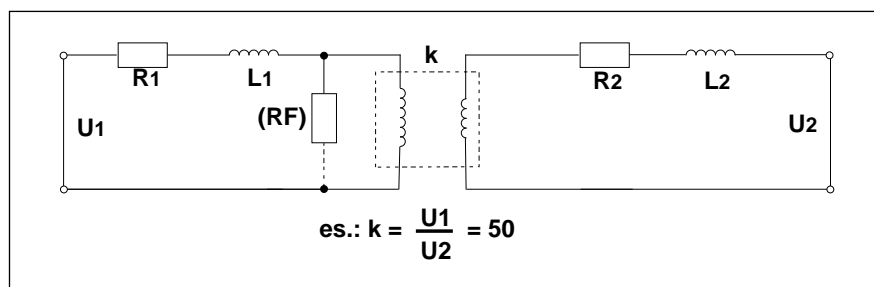 R1
L1
(RF)
k
R2
L2
U1
U2
es.: k = U1 / U2 = 50